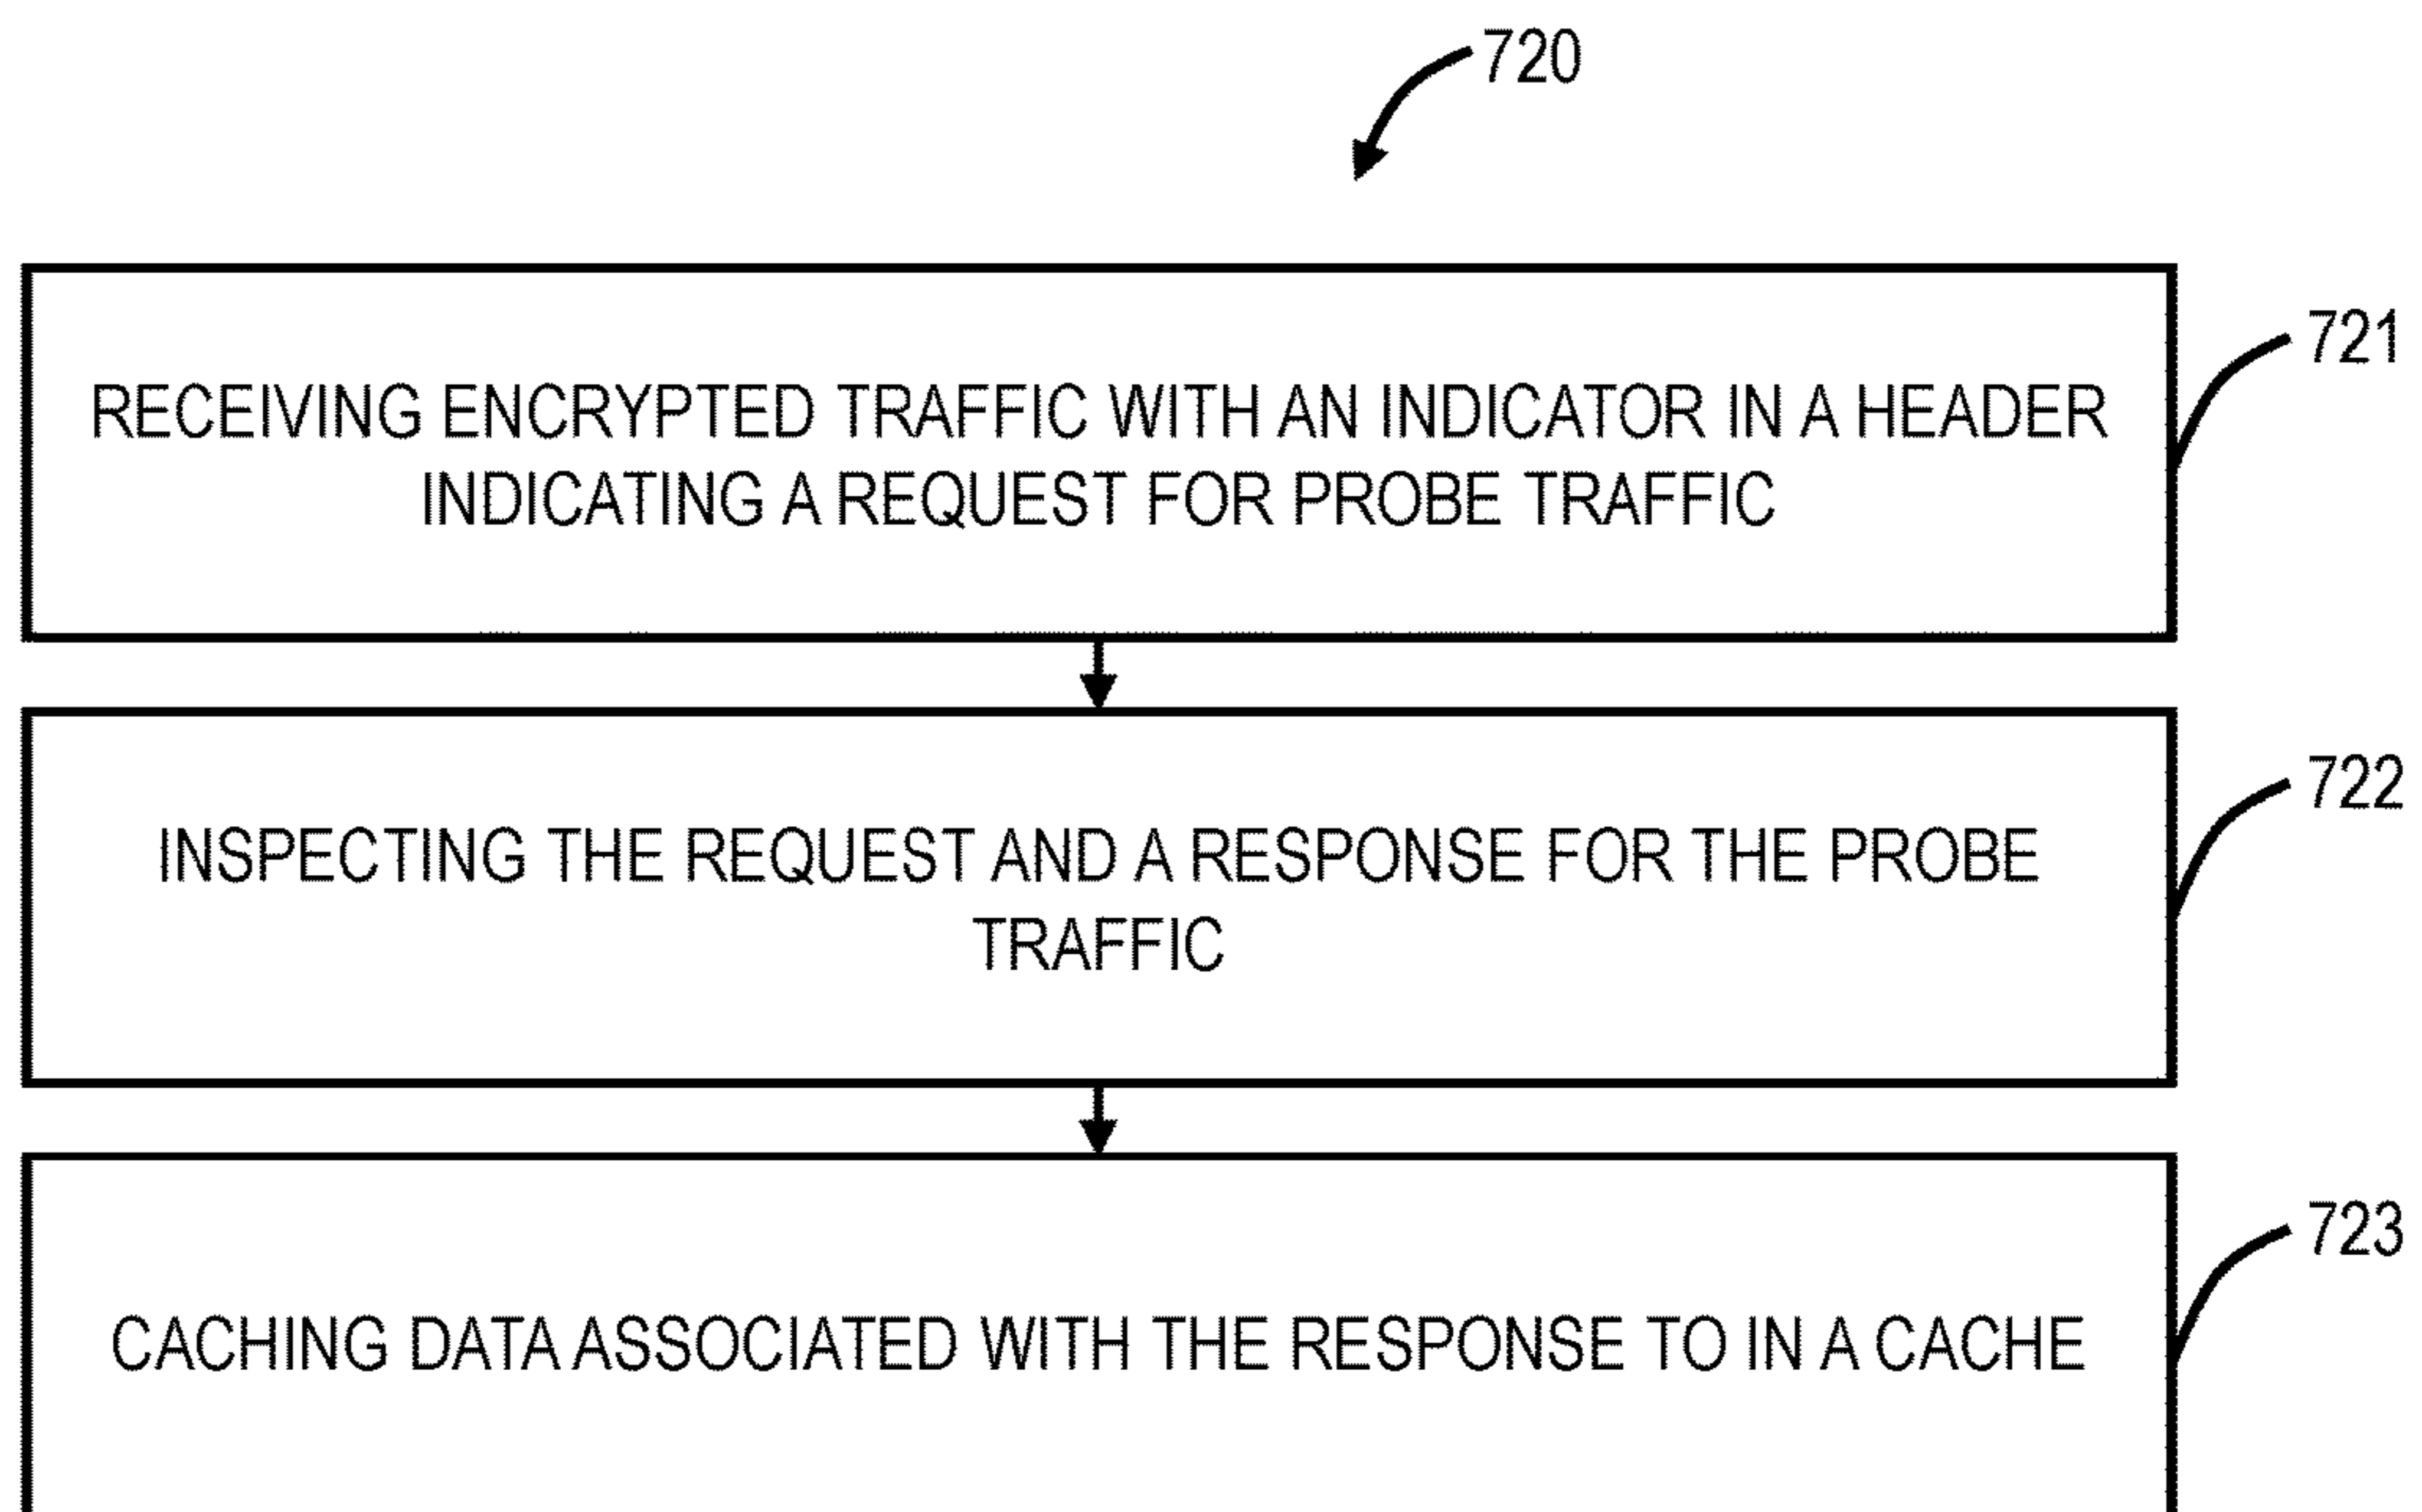 720
721
RECEIVING ENCRYPTED TRAFFIC WITH AN INDICATOR IN A HEADER
INDICATING A REQUEST FOR PROBE TRAFFIC
722
INSPECTING THE REQUEST AND A RESPONSE FOR THE PROBE
TRAFFIC
723
CACHING DATA ASSOCIATED WITH THE RESPONSE TO IN A CACHE